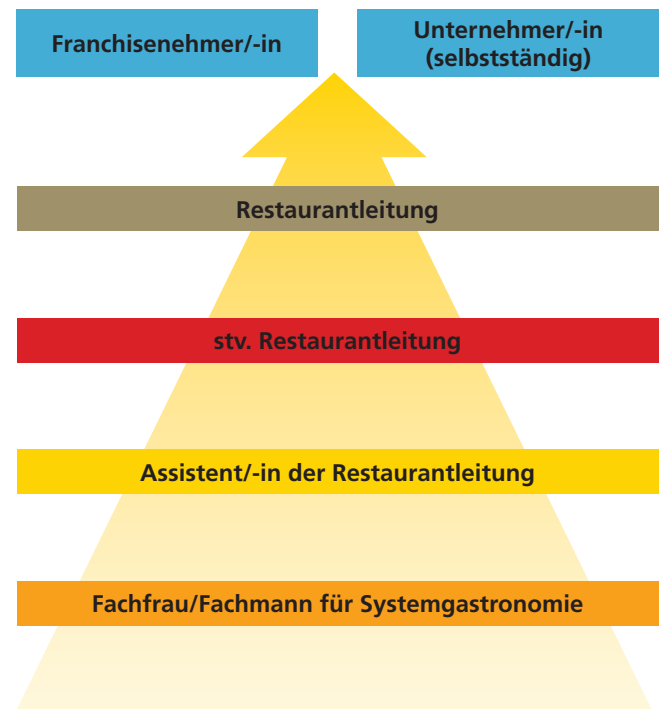 Franchisenehmer/-in
Unternehmer/-in
(selbstständig)
Restaurantleitung
stv. Restaurantleitung
Assistent/-in der Restaurantleitung
Fachfrau/Fachmann für Systemgastronomie